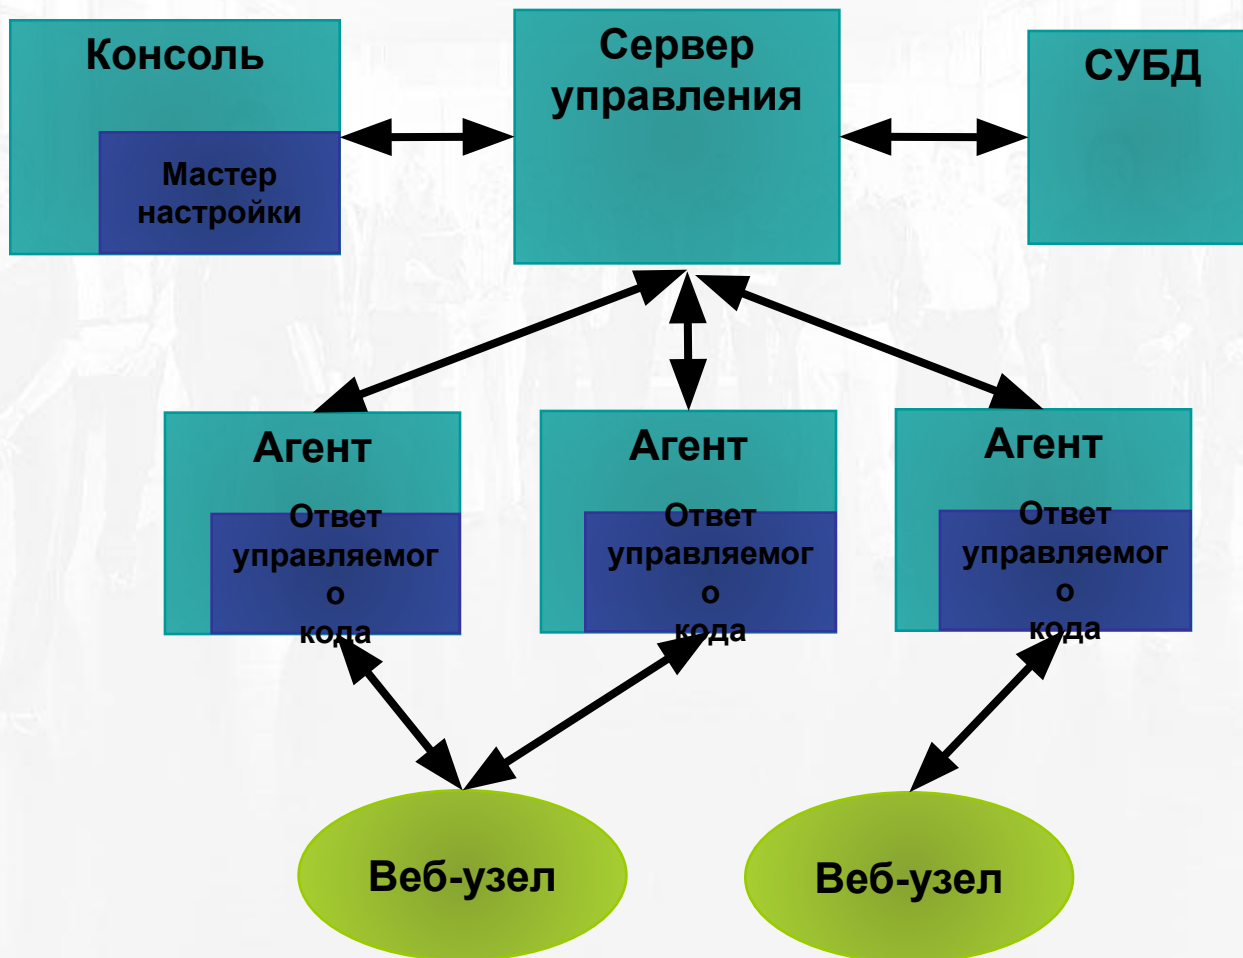 Консоль
Мастер
настройки
Сервер
управления
СУБД
Агент
Ответ
управляемог
о
кода
Агент
Ответ
управляемог
о
кода
Агент
Ответ
управляемог
о
кода
Веб-узел
Веб-узел